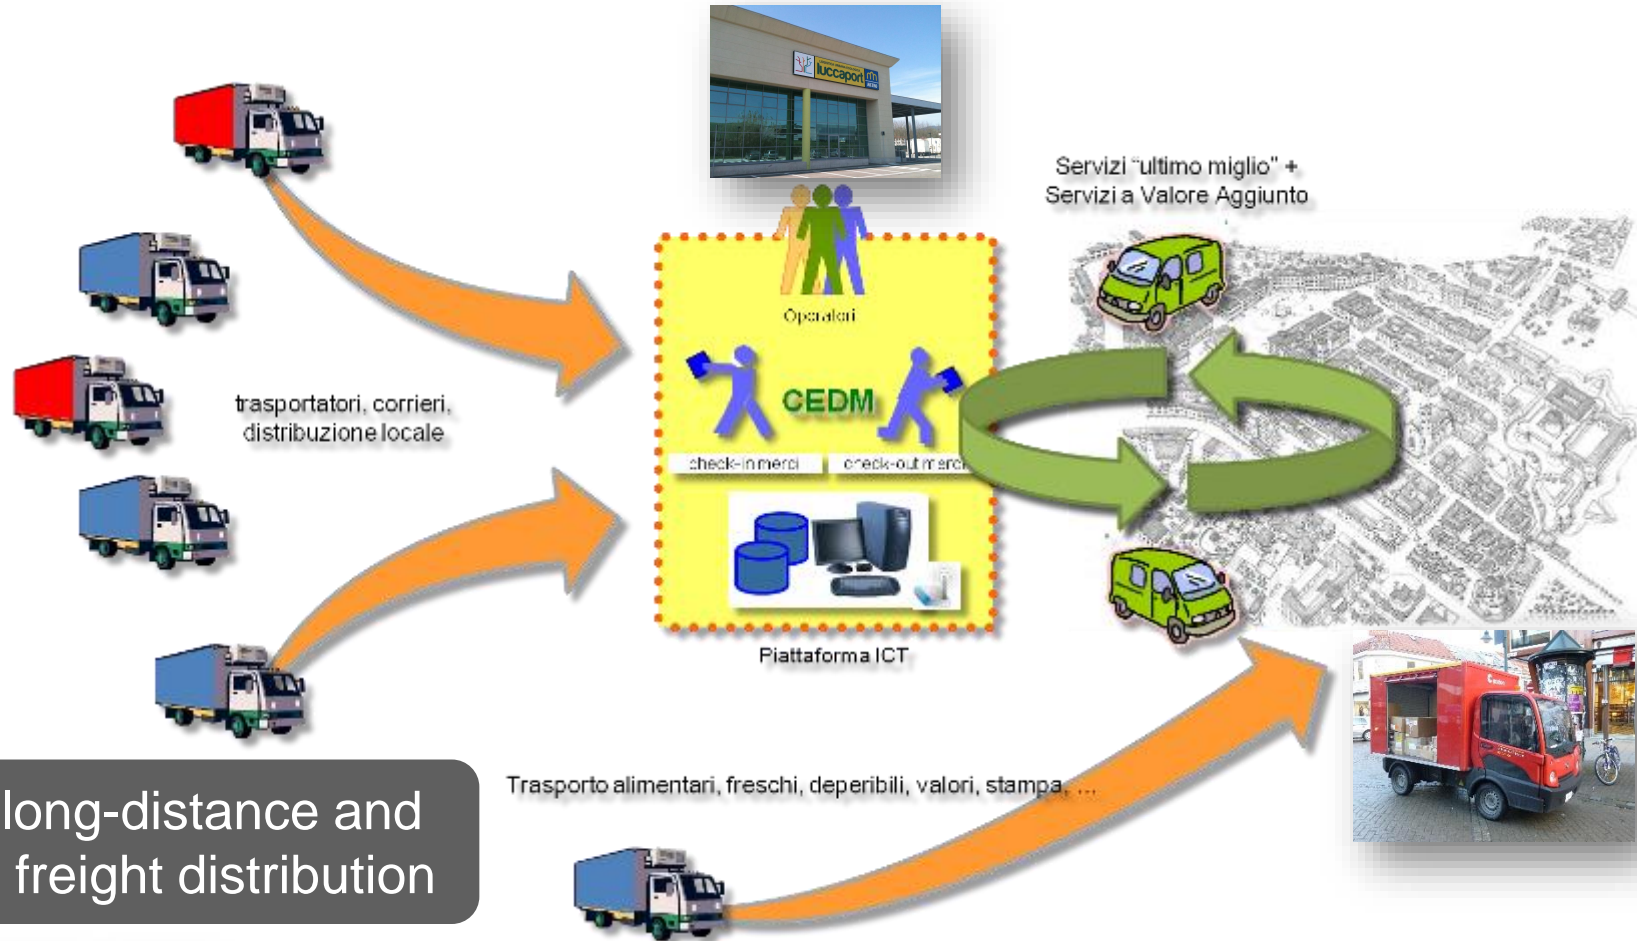 luccaport
Servizi "ultimo miglio" +
Servizi a Valore Aggiunto
Operatori
trasportatori, corrieri,
distribuzione locale
CEDM
check-in merci
check-out merci
Piattaforma ICT
Trasporto alimentari, freschi, deperibili, valori, stampa, ...
long-distance and
freight distribution